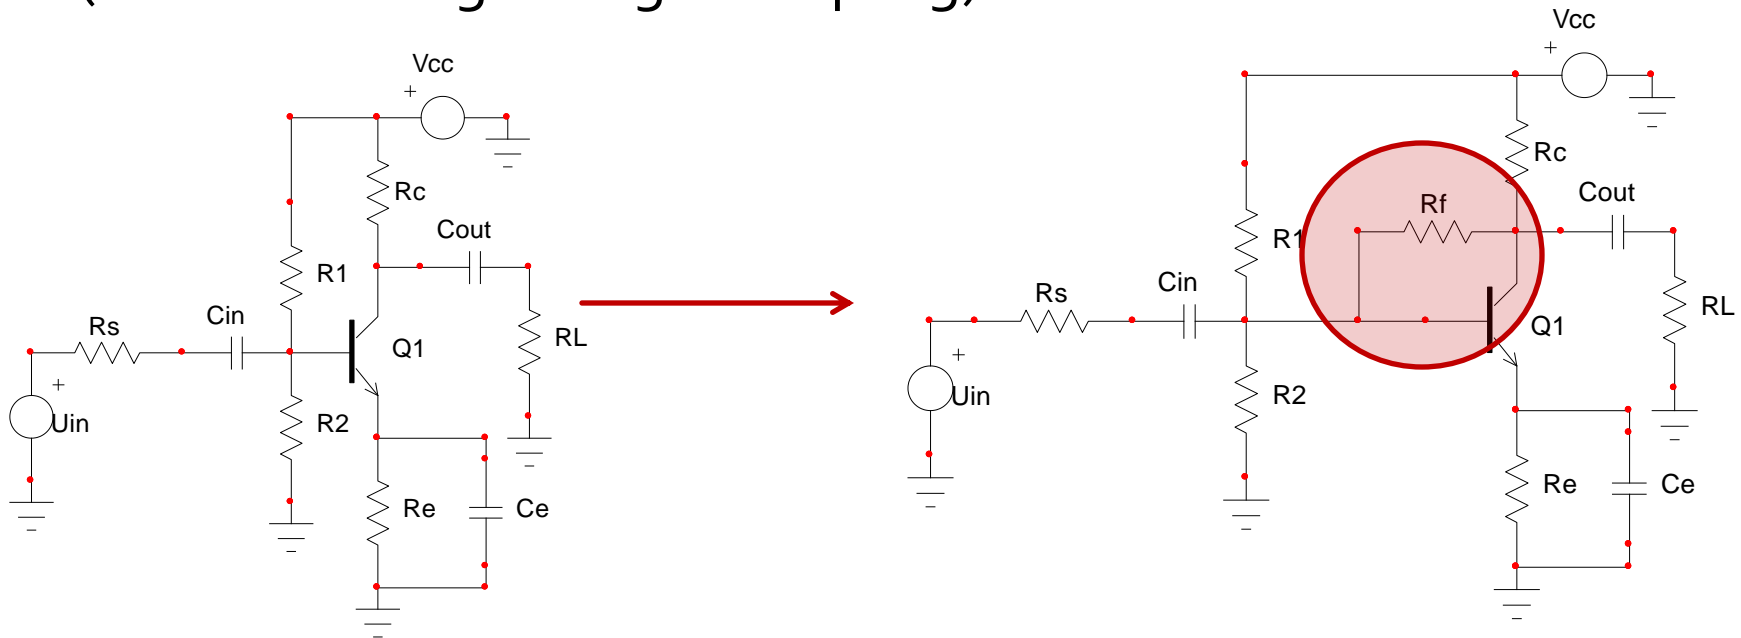 Vcc
+
Rc
Cout
R1
Rs
Cin
Q1
RL
+
Uin
R2
Re
Ce
Vcc
+
Rc
Rf
Cout
R1
Rs
Cin
Q1
RL
+
Uin
R2
Re
Ce